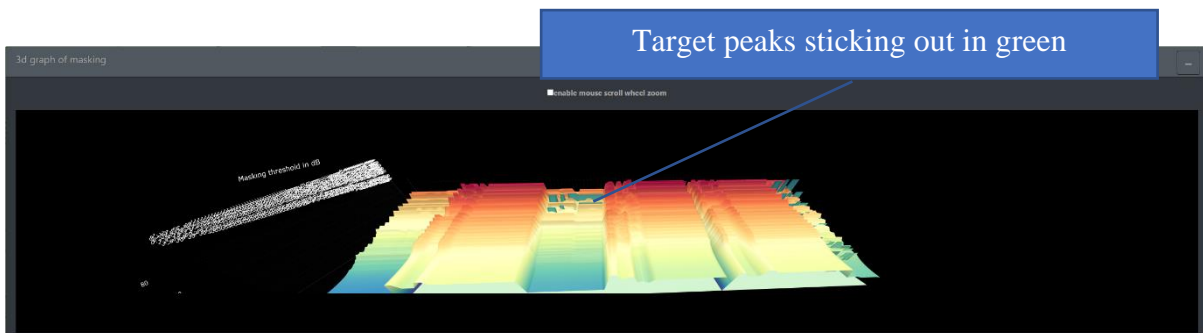 Target peaks sticking out in green
3d graph of masking
enable mouse scroll wheel zoom
Masking threshold in dB
80